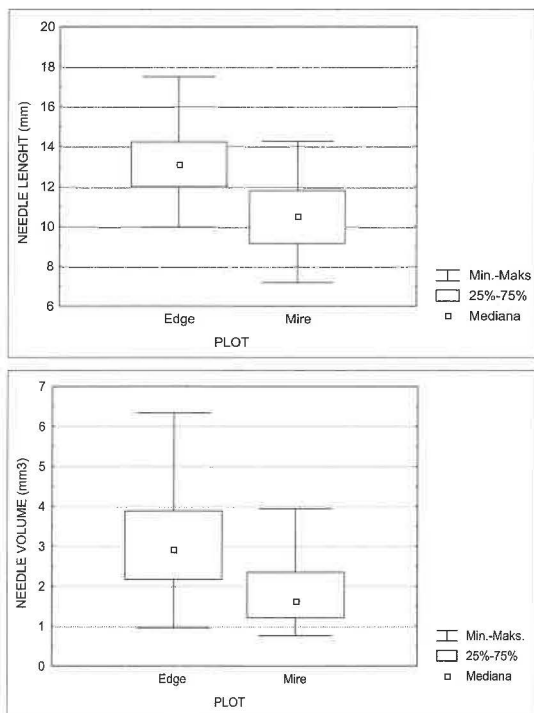 20
18
16
14
12
10
8
6
NEEDLE LENGHT (mm)
Edge
Mire
PLOT
Min.-Maks
25%-75%
Mediana
7
6
5
4
3
2
1
0
NEEDLE VOLUME (mm3)
Edge
Mire
PLOT
Min.-Maks.
25%-75%
Mediana